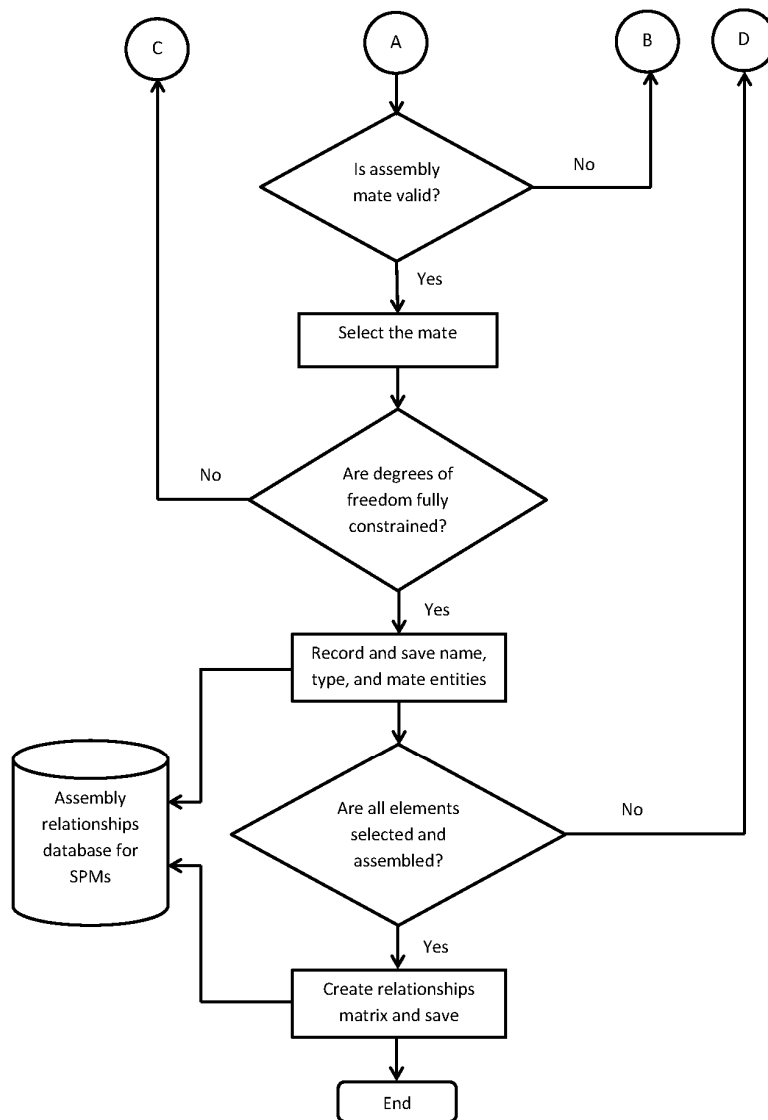 C
A
B
D
Is assembly
mate valid?
No
Yes
Select the mate
Are degrees of
freedom fully
constrained?
No
Yes
Record and save name,
type, and mate entities
Assembly
relationships
database for
SPMs
Are all elements
selected and
assembled?
No
Yes
Create relationships
matrix and save
End